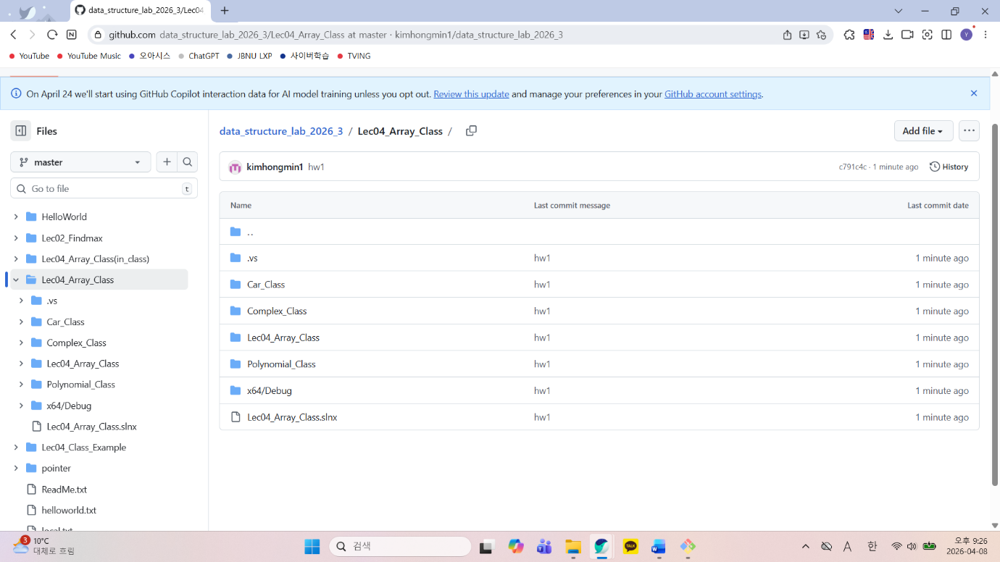 data_structure_lab_2026_3/Lec04
github.com data_structure_lab_2026_3/Lec04_Array_Class at master · kimhongmin1/data_structure_lab_2026_3
Y
YouTube YouTube Music 오아시스 ChatGPT JBNU LXP 사이버학습 TVING
On April 24 we'll start using GitHub Copilot interaction data for AI model training unless you opt out. Review this update and manage your preferences in your GitHub account settings.
Files
data_structure_lab_2026_3 / Lec04_Array_Class /
Add file
master
kimhongmin1 hw1
c791c4c · 1 minute ago History
Go to file t
Name Last commit message Last commit date
HelloWorld
Lec02_Findmax
Lec04_Array_Class(in_class)
Lec04_Array_Class
.vs
Car_Class
Complex_Class
Lec04_Array_Class
Polynomial_Class
x64/Debug
Lec04_Array_Class.slnx
Lec04_Class_Example
pointer
ReadMe.txt
helloworld.txt
local.txt
..
.vs hw1 1 minute ago
Car_Class hw1 1 minute ago
Complex_Class hw1 1 minute ago
Lec04_Array_Class hw1 1 minute ago
Polynomial_Class hw1 1 minute ago
x64/Debug hw1 1 minute ago
Lec04_Array_Class.slnx hw1 1 minute ago
3
10°C
대체로 흐림
검색
TALK
A 한
오후 9:26
2026-04-08